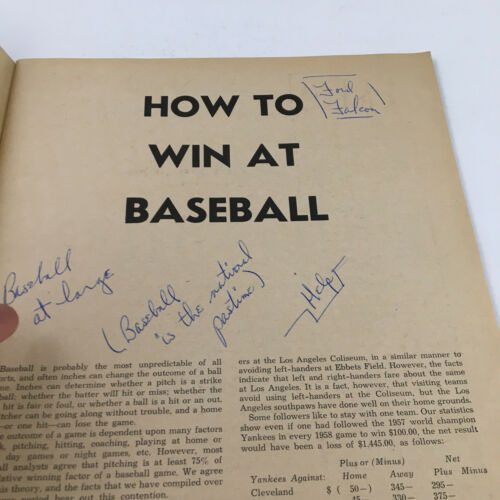 HOW TO
WIN AT
BASEBALL
Ford
Falcon
Baseball
at large
(Baseball
is the national
pastime)
Baseball is probably the most unpredictable of all
and often inches can change the outcome of a ball
Inches can determine whether a pitch is a strike
ball; whether the batter will hit or miss; whether the
hit is fair or foul, or whether a ball is a hit or an out.
can be going along without trouble, and a home
or one hit—can lose the game.
outcome of a game is dependent upon many factors
pitching, hitting, coaching, playing at home or
day games or night games, etc. However, most
all analysts agree that pitching is at least 75% of
winning factor of a baseball game. We agree
theory, and the facts that we have compiled over
bear out this contention.
ers at the Los Angeles Coliseum, in a similar manner to
avoiding left-handers at Ebbets Field. However, the facts
indicate that left and right-handers fare about the same
at Los Angeles. It is a fact, however, that visiting teams
avoid using left-handers at the Coliseum, but the Los
Angeles southpaws have done well on their home grounds.
Some followers like to stay with one team. Our statistics
show even if one had followed the 1957 world champion
Yankees in every 1958 game to win $100.00, the net result
would have been a loss of $1,445.00, as follows:
Plus or (Minus) Net
Yankees Against: Home Away Plus or Minus
Cleveland $ ( 50—) 345— 295—
330— 375—